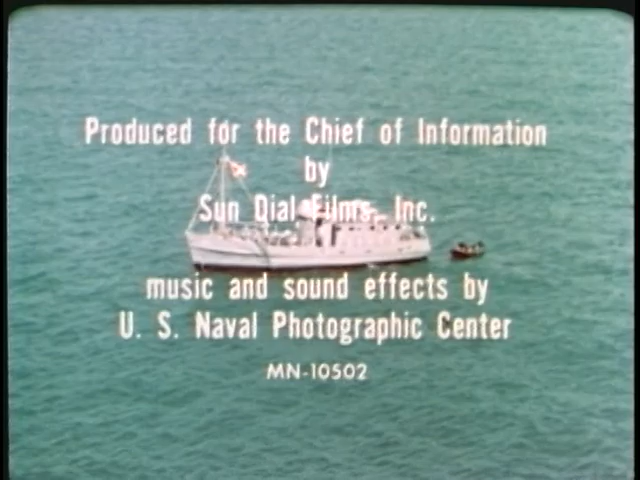 Produced for the Chief of Information
by
Sun Dial Films, Inc.
music and sound effects by
U. S. Naval Photographic Center
MN-10502